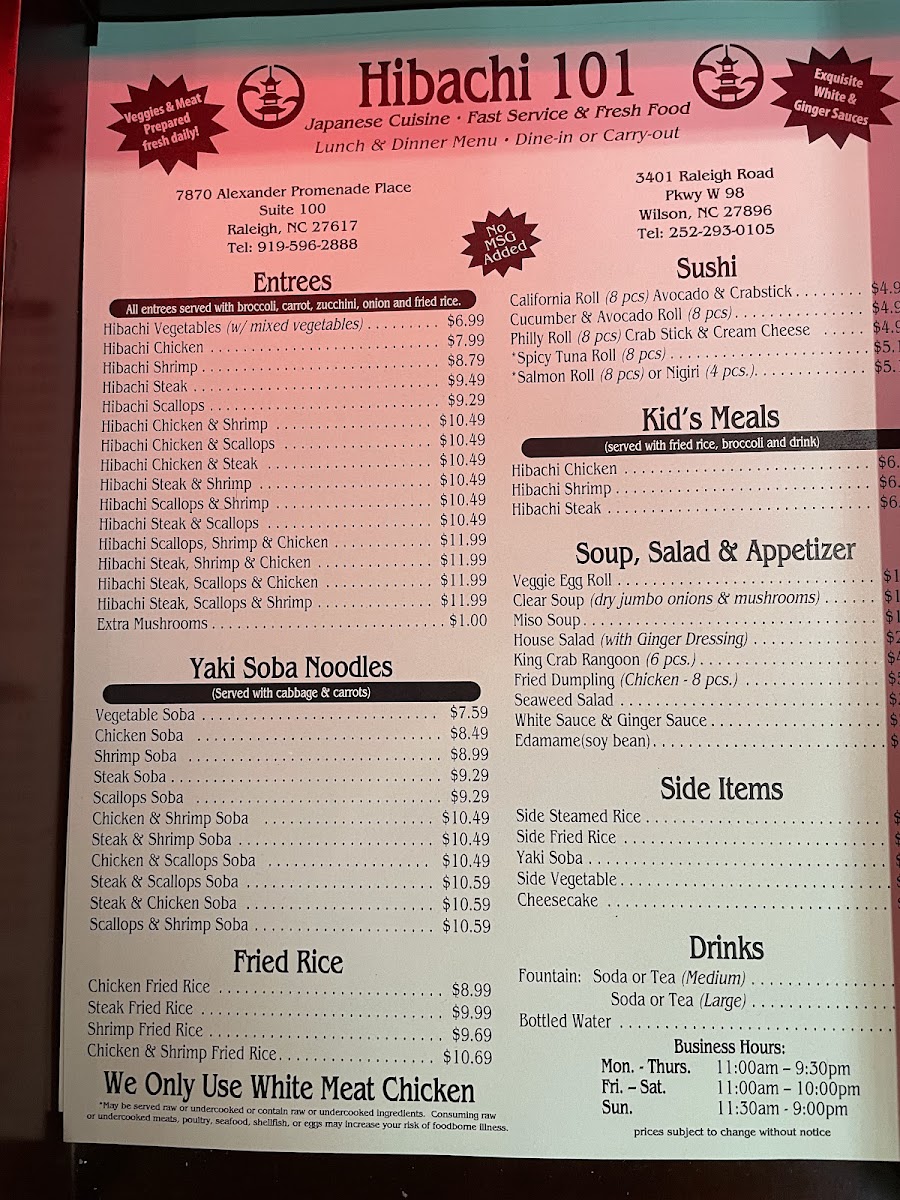 Veggies & Meat
Prepared
fresh daily!
Hibachi 101
Japanese Cuisine · Fast Service & Fresh Food
Lunch & Dinner Menu · Dine-in or Carry-out
Exquisite
White &
Ginger Sauces
7870 Alexander Promenade Place
Suite 100
Raleigh, NC 27617
Tel: 919-596-2888
No
MSG
Added
3401 Raleigh Road
Pkwy W 98
Wilson, NC 27896
Tel: 252-293-0105
Entrees
All entrees served with broccoli, carrot, zucchini, onion and fried rice.
Hibachi Vegetables (w/ mixed vegetables) ......... $6.99
Hibachi Chicken ......... $7.99
Hibachi Shrimp ......... $8.79
Hibachi Steak ......... $9.49
Hibachi Scallops ......... $9.29
Hibachi Chicken & Shrimp ......... $10.49
Hibachi Chicken & Scallops ......... $10.49
Hibachi Chicken & Steak ......... $10.49
Hibachi Steak & Shrimp ......... $10.49
Hibachi Scallops & Shrimp ......... $10.49
Hibachi Steak & Scallops ......... $10.49
Hibachi Scallops, Shrimp & Chicken ......... $11.99
Hibachi Steak, Shrimp & Chicken ......... $11.99
Hibachi Steak, Scallops & Chicken ......... $11.99
Hibachi Steak, Scallops & Shrimp ......... $11.99
Extra Mushrooms ......... $1.00
Yaki Soba Noodles
(Served with cabbage & carrots)
Vegetable Soba ......... $7.59
Chicken Soba ......... $8.49
Shrimp Soba ......... $8.99
Steak Soba ......... $9.29
Scallops Soba ......... $9.29
Chicken & Shrimp Soba ......... $10.49
Steak & Shrimp Soba ......... $10.49
Chicken & Scallops Soba ......... $10.49
Steak & Scallops Soba ......... $10.59
Steak & Chicken Soba ......... $10.59
Scallops & Shrimp Soba ......... $10.59
Fried Rice
Chicken Fried Rice ......... $8.99
Steak Fried Rice ......... $9.99
Shrimp Fried Rice ......... $9.69
Chicken & Shrimp Fried Rice ......... $10.69
We Only Use White Meat Chicken
*May be served raw or undercooked or contain raw or undercooked ingredients. Consuming raw
or undercooked meats, poultry, seafood, shellfish, or eggs may increase your risk of foodborne illness.
Sushi
California Roll (8 pcs) Avocado & Crabstick ......... $4.9
Cucumber & Avocado Roll (8 pcs) ......... $4.9
Philly Roll (8 pcs) Crab Stick & Cream Cheese ......... $4.9
*Spicy Tuna Roll (8 pcs) ......... $5.1
*Salmon Roll (8 pcs) or Nigiri (4 pcs.) ......... $5.
Kid's Meals
(served with fried rice, broccoli and drink)
Hibachi Chicken ......... $6.
Hibachi Shrimp ......... $6.
Hibachi Steak ......... $6
Soup, Salad & Appetizer
Veggie Egg Roll ......... $1
Clear Soup (dry jumbo onions & mushrooms) ......... $1
Miso Soup ......... $1
House Salad (with Ginger Dressing) ......... $2
King Crab Rangoon (6 pcs.) ......... $4
Fried Dumpling (Chicken - 8 pcs.) ......... $
Seaweed Salad ......... $
White Sauce & Ginger Sauce ......... $
Edamame(soy bean) ......... $
Side Items
Side Steamed Rice ......... $
Side Fried Rice ......... $
Yaki Soba ......... $
Side Vegetable ......... $
Cheesecake .........
Drinks
Fountain: Soda or Tea (Medium) .........
Soda or Tea (Large) .........
Bottled Water .........
Business Hours:
Mon. - Thurs. 11:00am – 9:30pm
Fri. – Sat. 11:00am – 10:00pm
Sun. 11:30am - 9:00pm
prices subject to change without notice